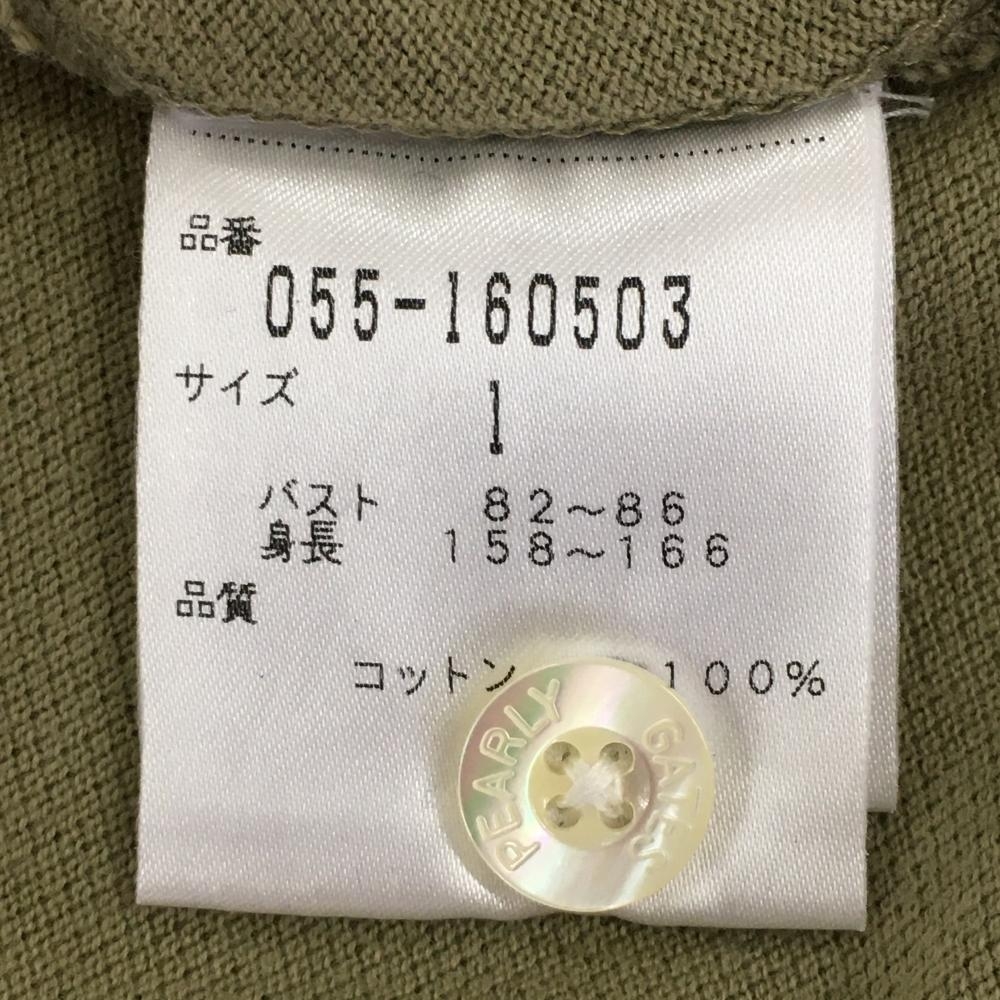 品番
055-160503
サイズ
1
バスト 82～86
身長 158～166
品質
コットン 100%
PEARLY GATES